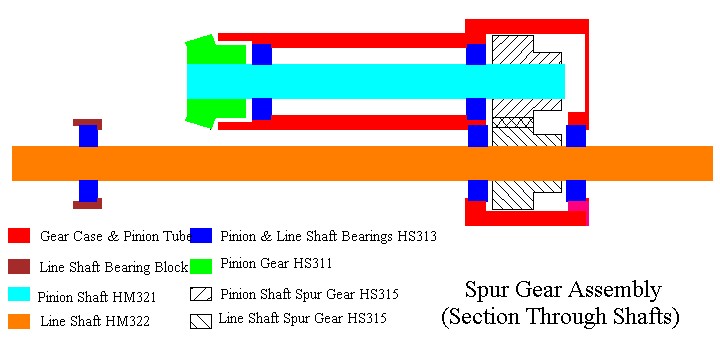 Gear Case & Pinion Tube
Pinion & Line Shaft Bearings HS313
Line Shaft Bearing Block
Pinion Gear HS311
Pinion Shaft HM321
Pinion Shaft Spur Gear HS315
Line Shaft HM322
Line Shaft Spur Gear HS315
Spur Gear Assembly
(Section Through Shafts)